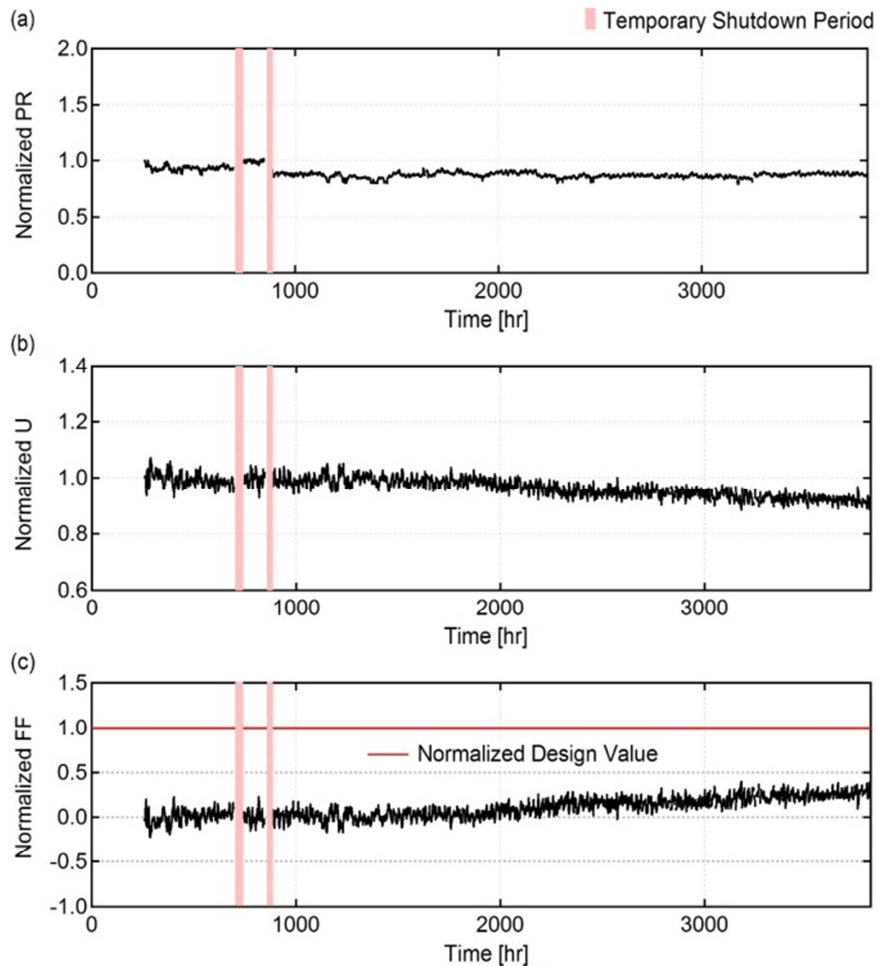 (a)
Temporary Shutdown Period
2.0
1.5
1.0
0.5
0.0
Normalized PR
0 1000 2000 3000
Time [hr]
(b)
1.4
1.2
1.0
0.8
0.6
Normalized U
0 1000 2000 3000
Time [hr]
(c)
1.5
1.0
0.5
0.0
-0.5
-1.0
Normalized FF
Normalized Design Value
0 1000 2000 3000
Time [hr]